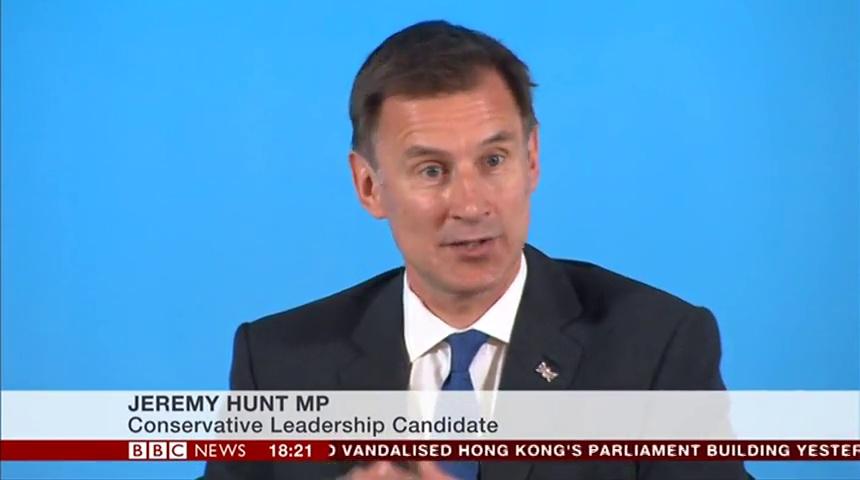 JEREMY HUNT MP
Conservative Leadership Candidate
BBC NEWS 18:21 VANDALISED HONG KONG'S PARLIAMENT BUILDING